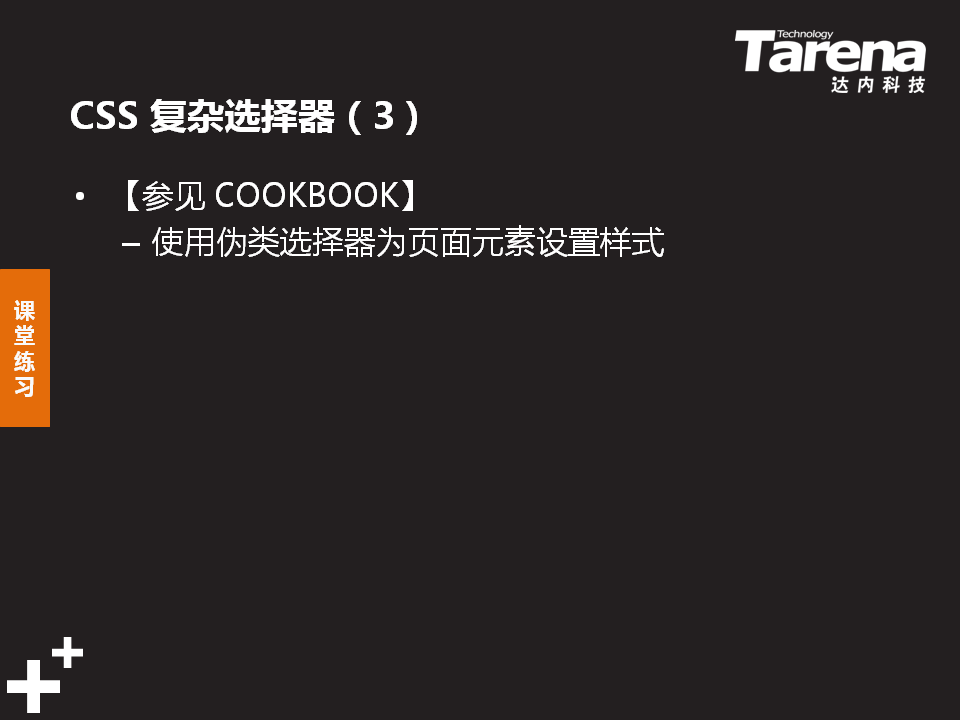 Technology
Tarena
达内科技
CSS 复杂选择器（3）
• 【参见 COOKBOOK】
– 使用伪类选择器为页面元素设置样式
课
堂
练
习